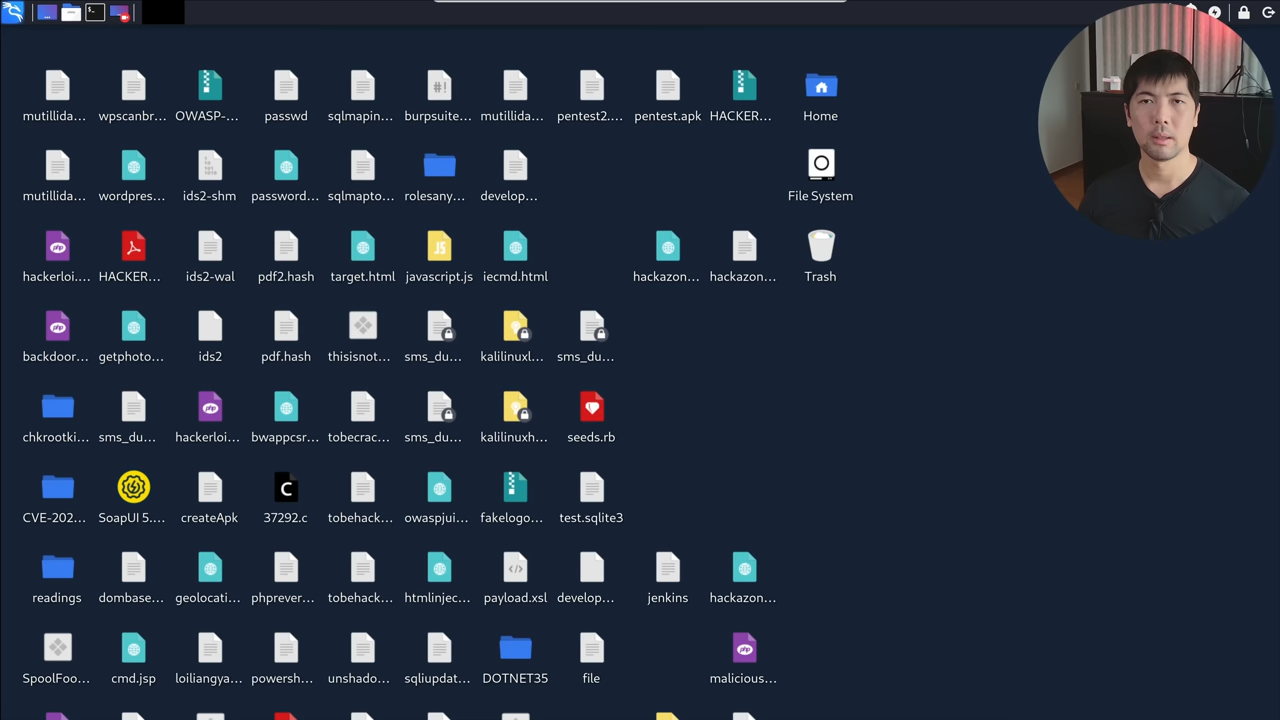 mutillida... wpscanbr... OWASP-... passwd sqlmapin... burpsuite... mutillida... pentest2.... pentest.apk HACKER... Home
mutillida... wordpres... ids2-shm password... sqlmapto... rolesany... develop... File System
hackerloi.... HACKER... ids2-wal pdf2.hash target.html javascript.js iecmd.html hackazon... hackazon... Trash
backdoor... getphoto... ids2 pdf.hash thisisnot... sms_du... kalilinuxl... sms_du...
chkrootki... sms_du... hackerloi... bwappcsr... tobecrac... sms_du... kalilinuxh... seeds.rb
CVE-202... SoapUI 5.... createApk 37292.c tobehack... owaspjui... fakelogo... test.sqlite3
readings dombase... geolocati... phprever... tobehack... htmlinjec... payload.xsl develop... jenkins hackazon...
SpoolFoo... cmd.jsp loiliangya... powersh... unshado... sqliupdat... DOTNET35 file malicious...